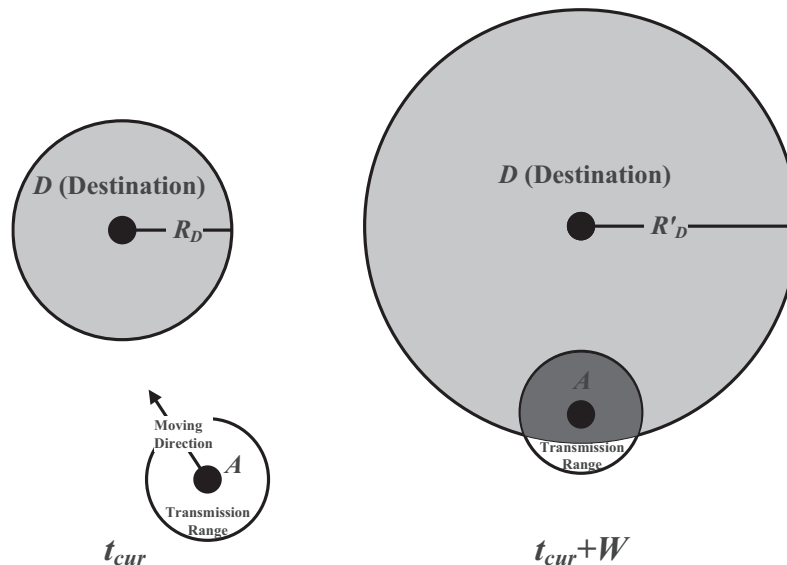 D (Destination)
R_D
Moving
Direction
A
Transmission
Range
t_cur
D (Destination)
R'_D
A
Transmission
Range
t_cur+W